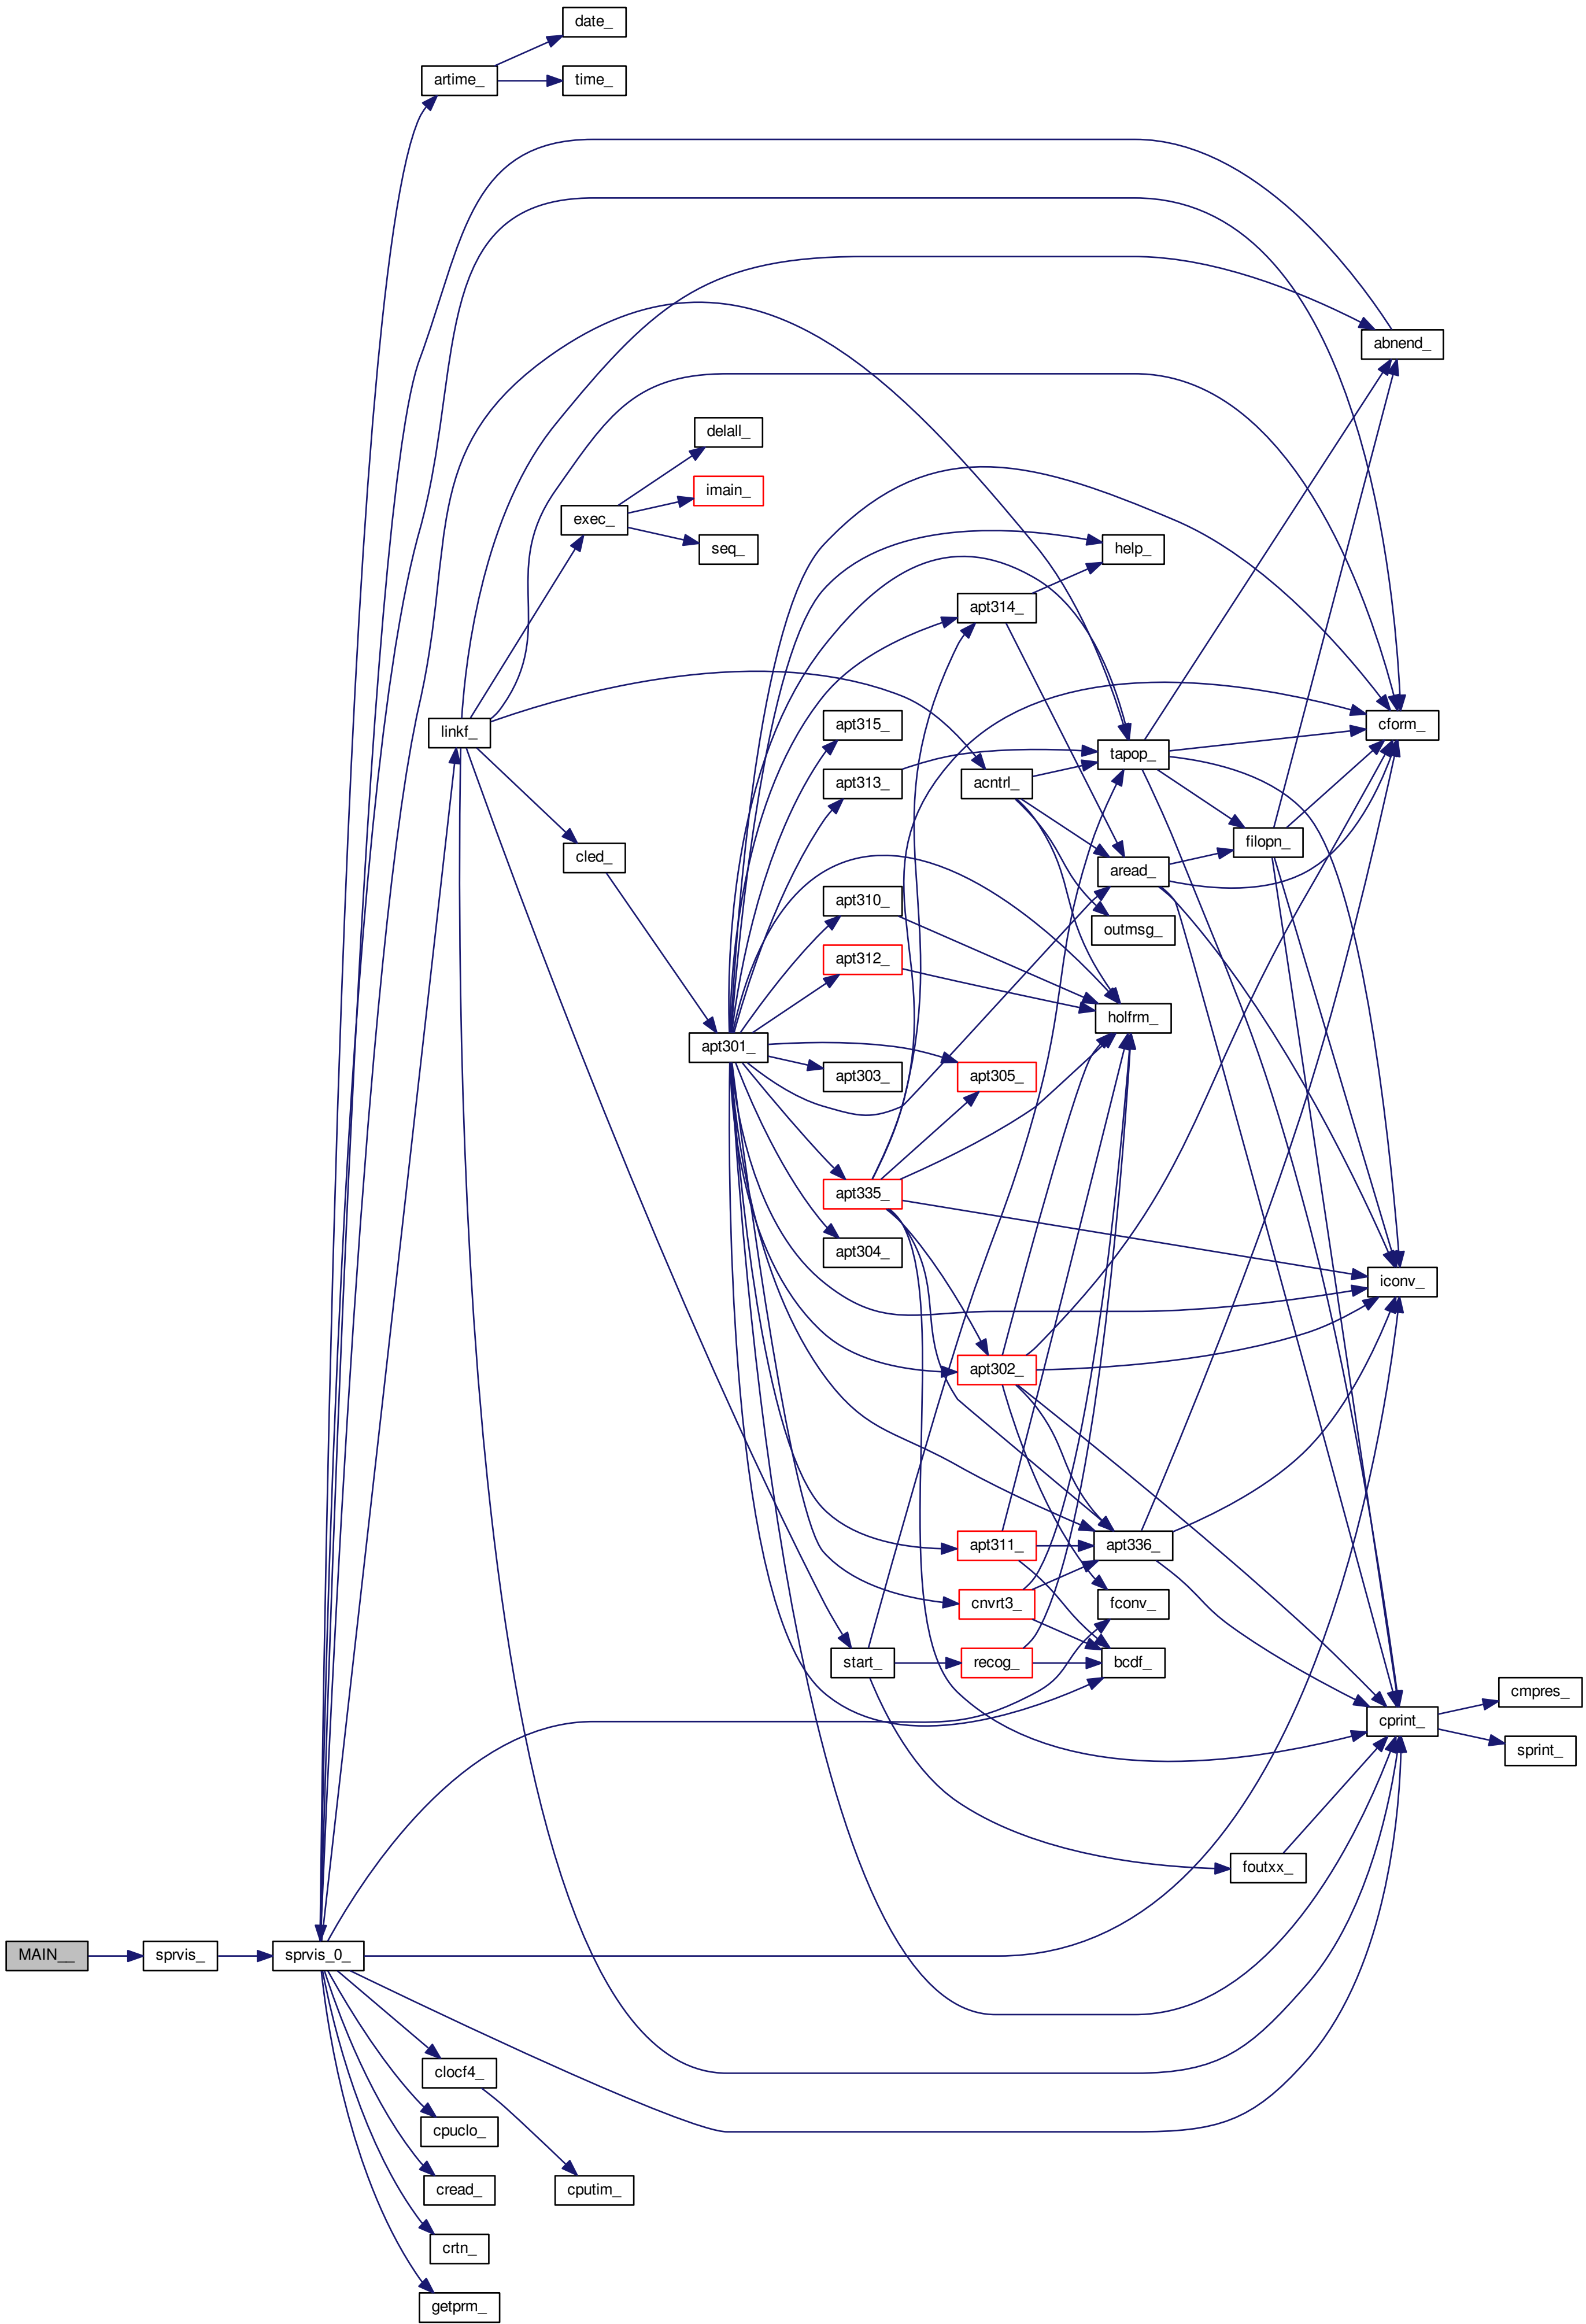 date_
artime_
time_
abnend_
delall_
imain_
exec_
seq_
help_
apt314_
linkf_
apt315_
cform_
tapop_
apt313_
acntrl_
filopn_
cled_
aread_
apt310_
outmsg_
apt312_
holfrm_
apt301_
apt303_
apt305_
apt335_
apt304_
iconv_
apt302_
apt311_
apt336_
cnvrt3_
fconv_
start_
recog_
bcdf_
cmpres_
cprint_
sprint_
foutxx_
MAIN__
sprvis_
sprvis_0_
clocf4_
cpuclo_
cread_
cputim_
crtn_
getprm_